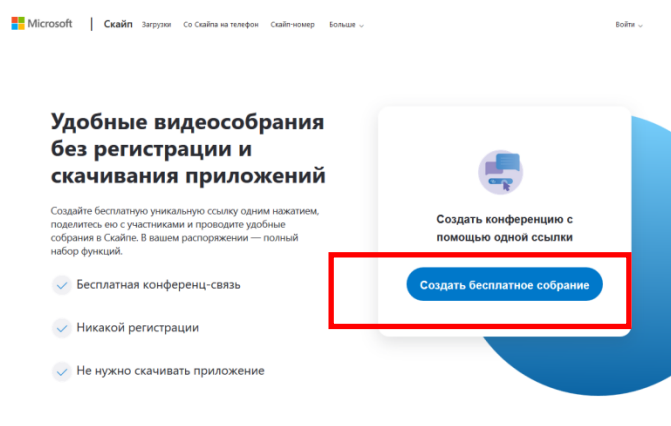 Microsoft Скайп Загрузки Со Скайпа на телефон Скайп-номер Больше Войти
Удобные видеособрания
без регистрации и
скачивания приложений
Создайте бесплатную уникальную ссылку одним нажатием,
поделитесь ею с участниками и проводите удобные
собрания в Скайпе. В вашем распоряжении — полный
набор функций.
Бесплатная конференц-связь
Никакой регистрации
Не нужно скачивать приложение
Создать конференцию с
помощью одной ссылки
Создать бесплатное собрание